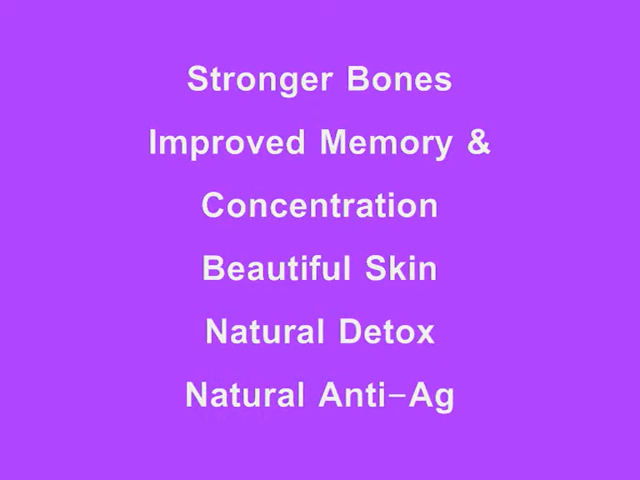 Stronger Bones
Improved Memory &
Concentration
Beautiful Skin
Natural Detox
Natural Anti-Ag